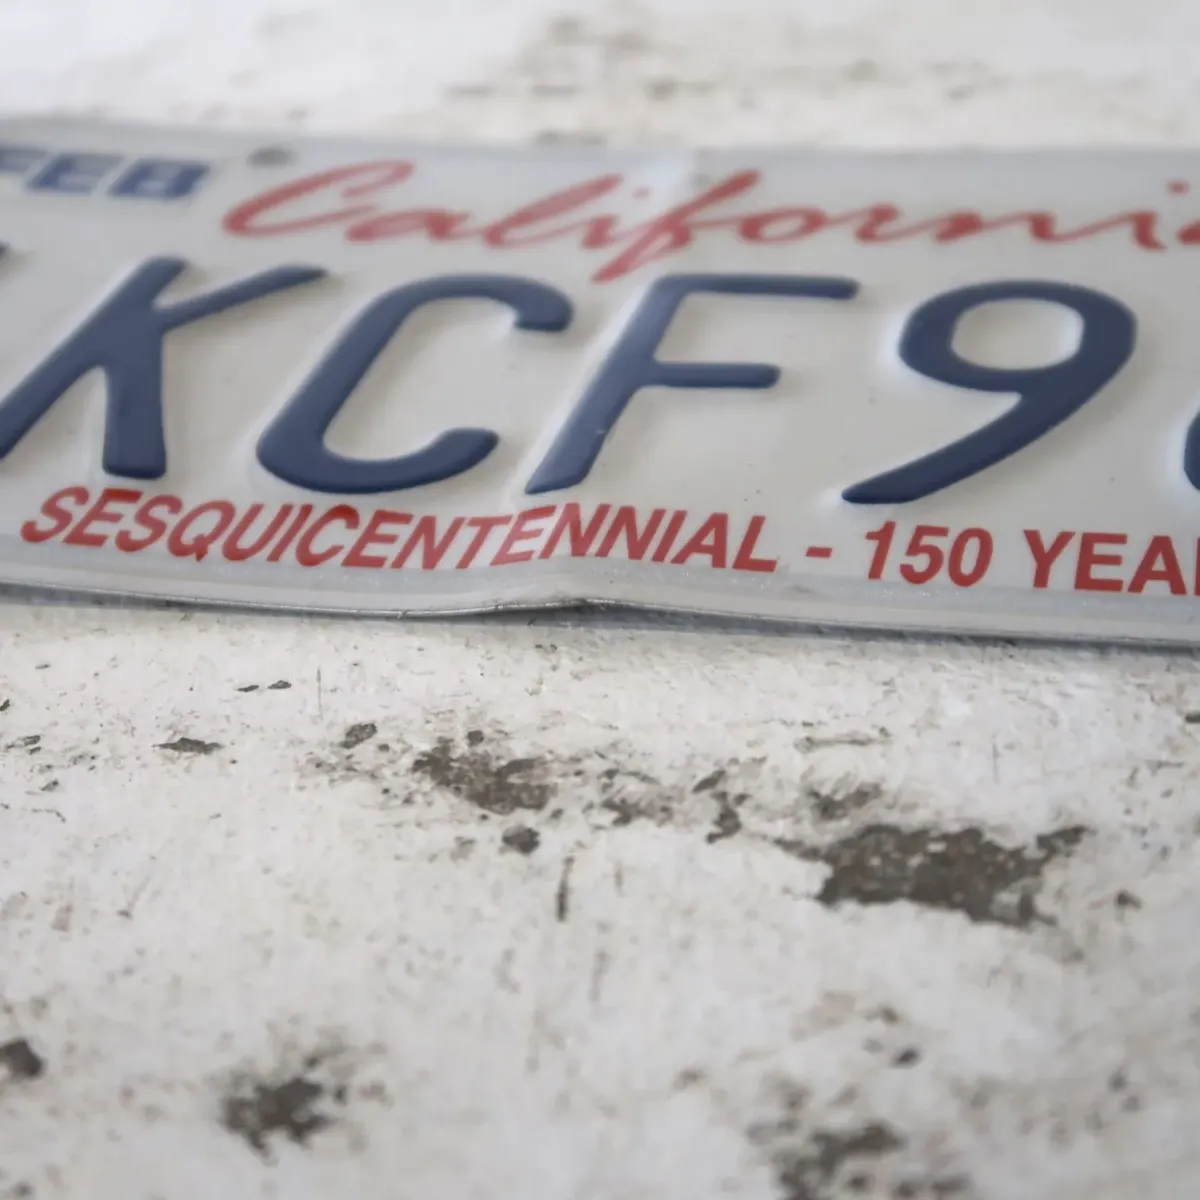 FEB
California
KCF9
SESQUICENTENNIAL - 150 YEA